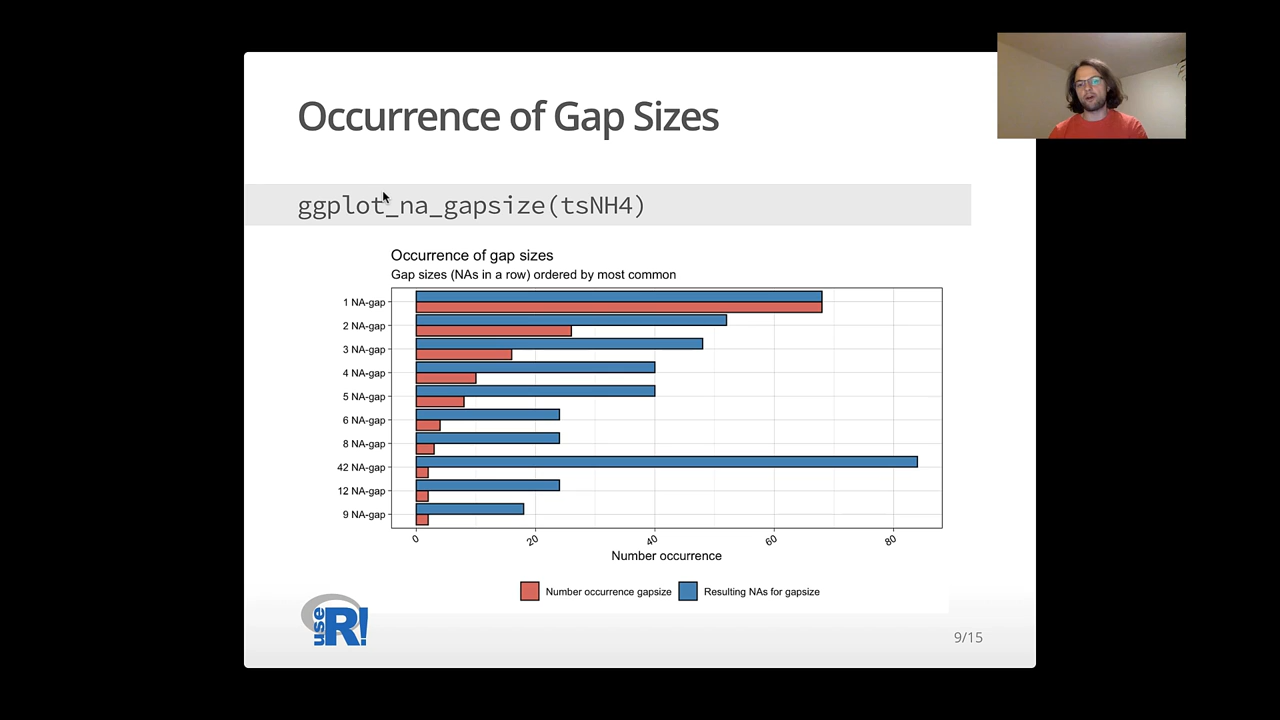 Occurrence of Gap Sizes
ggplot_na_gapsize(tsNH4)
Occurrence of gap sizes
Gap sizes (NAs in a row) ordered by most common
1 NA-gap
2 NA-gap
3 NA-gap
4 NA-gap
5 NA-gap
6 NA-gap
8 NA-gap
42 NA-gap
12 NA-gap
9 NA-gap
0 20 40 60 80
Number occurrence
Number occurrence gapsize Resulting NAs for gapsize
use R!
9/15